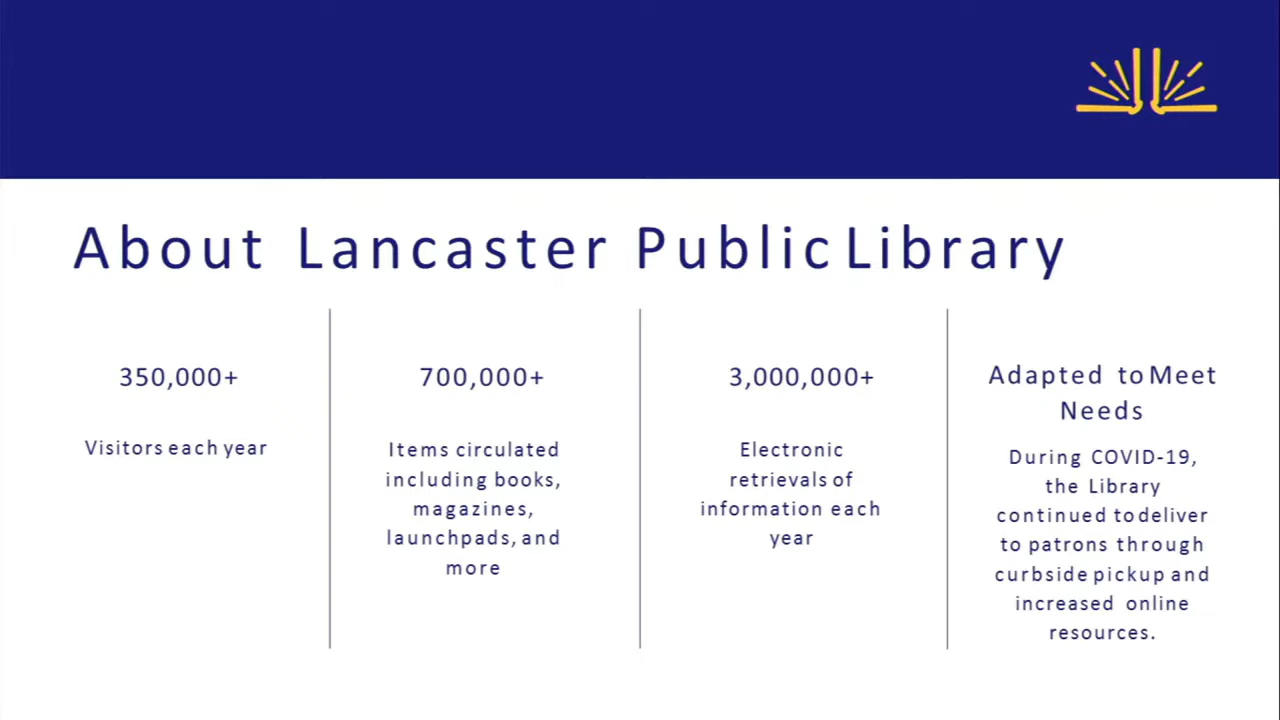 About Lancaster Public Library
350,000+
Visitors each year
700,000+
Items circulated
including books,
magazines,
launchpads, and
more
3,000,000+
Electronic
retrievals of
information each
year
Adapted to Meet
Needs
During COVID-19,
the Library
continued to deliver
to patrons through
curbside pickup and
increased online
resources.